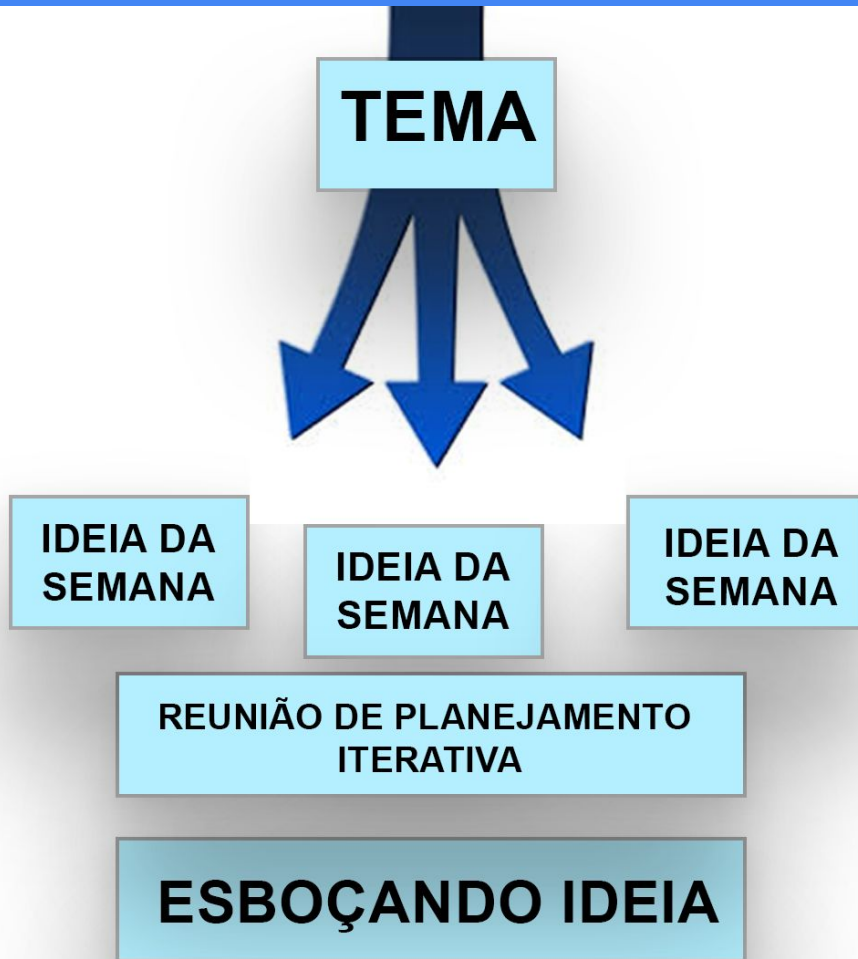 TEMA
IDEIA DA
SEMANA
IDEIA DA
SEMANA
IDEIA DA
SEMANA
REUNIÃO DE PLANEJAMENTO
ITERATIVA
ESBOÇANDO IDEIA